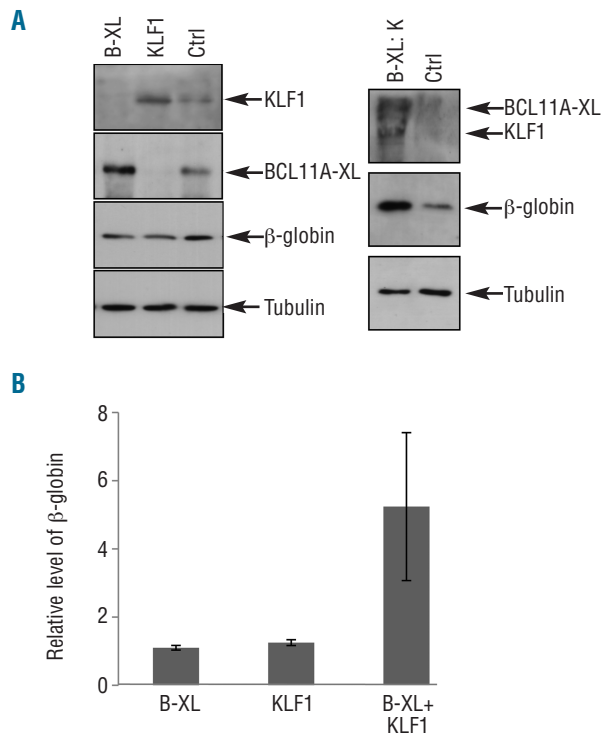 A
B-XL KLF1 Ctrl
KLF1
BCL11A-XL
β-globin
Tubulin
B-XL: K Ctrl
BCL11A-XL
KLF1
β-globin
Tubulin
B
Relative level of β-globin
8
6
4
2
0
B-XL KLF1 B-XL+
KLF1